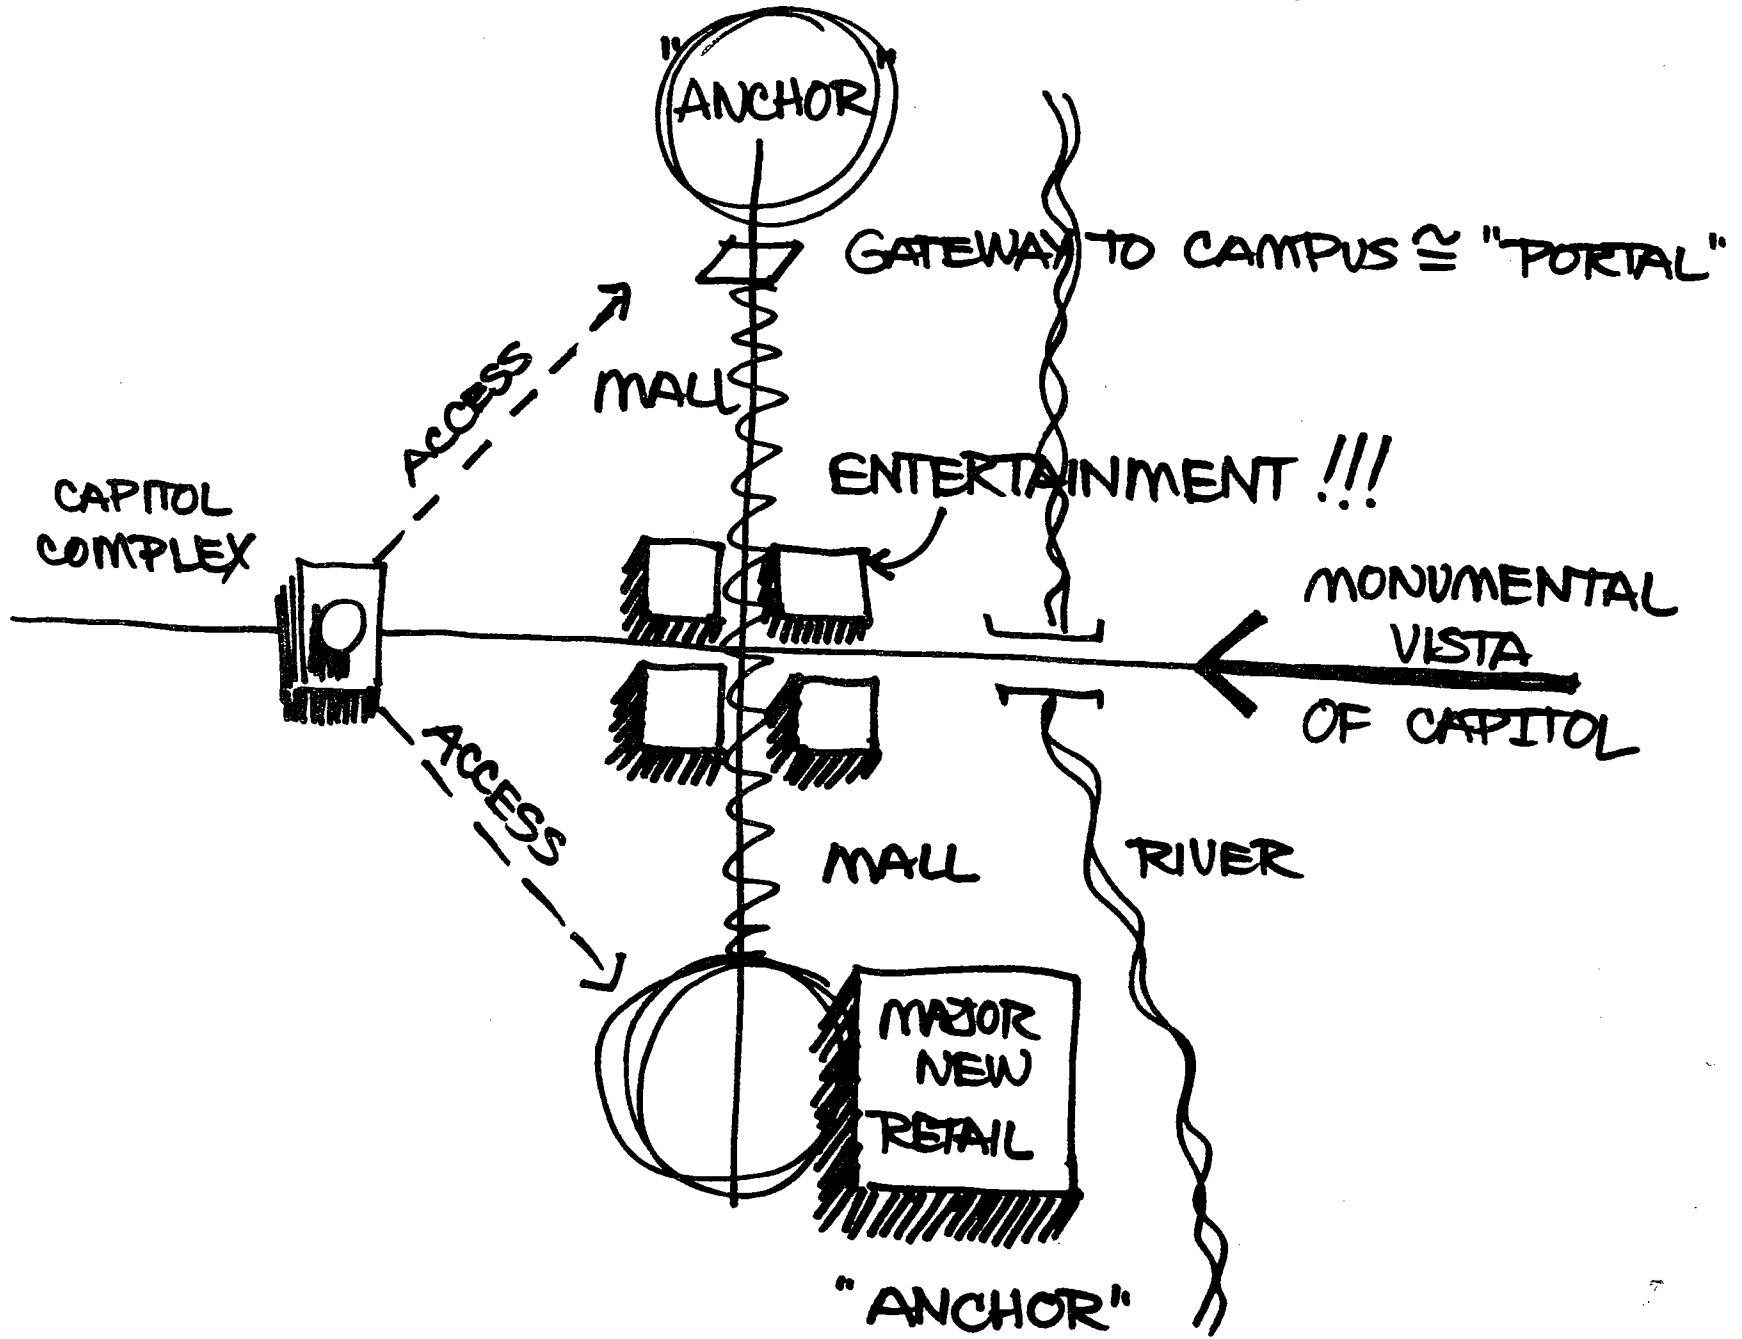 "ANCHOR"
GATEWAY TO CAMPUS ≅ "PORTAL"
ACCESS
MALL
ENTERTAINMENT !!!
CAPITOL
COMPLEX
MONUMENTAL
VISTA
OF CAPITOL
ACCESS
MALL
RIVER
MAJOR
NEW
RETAIL
"ANCHOR"